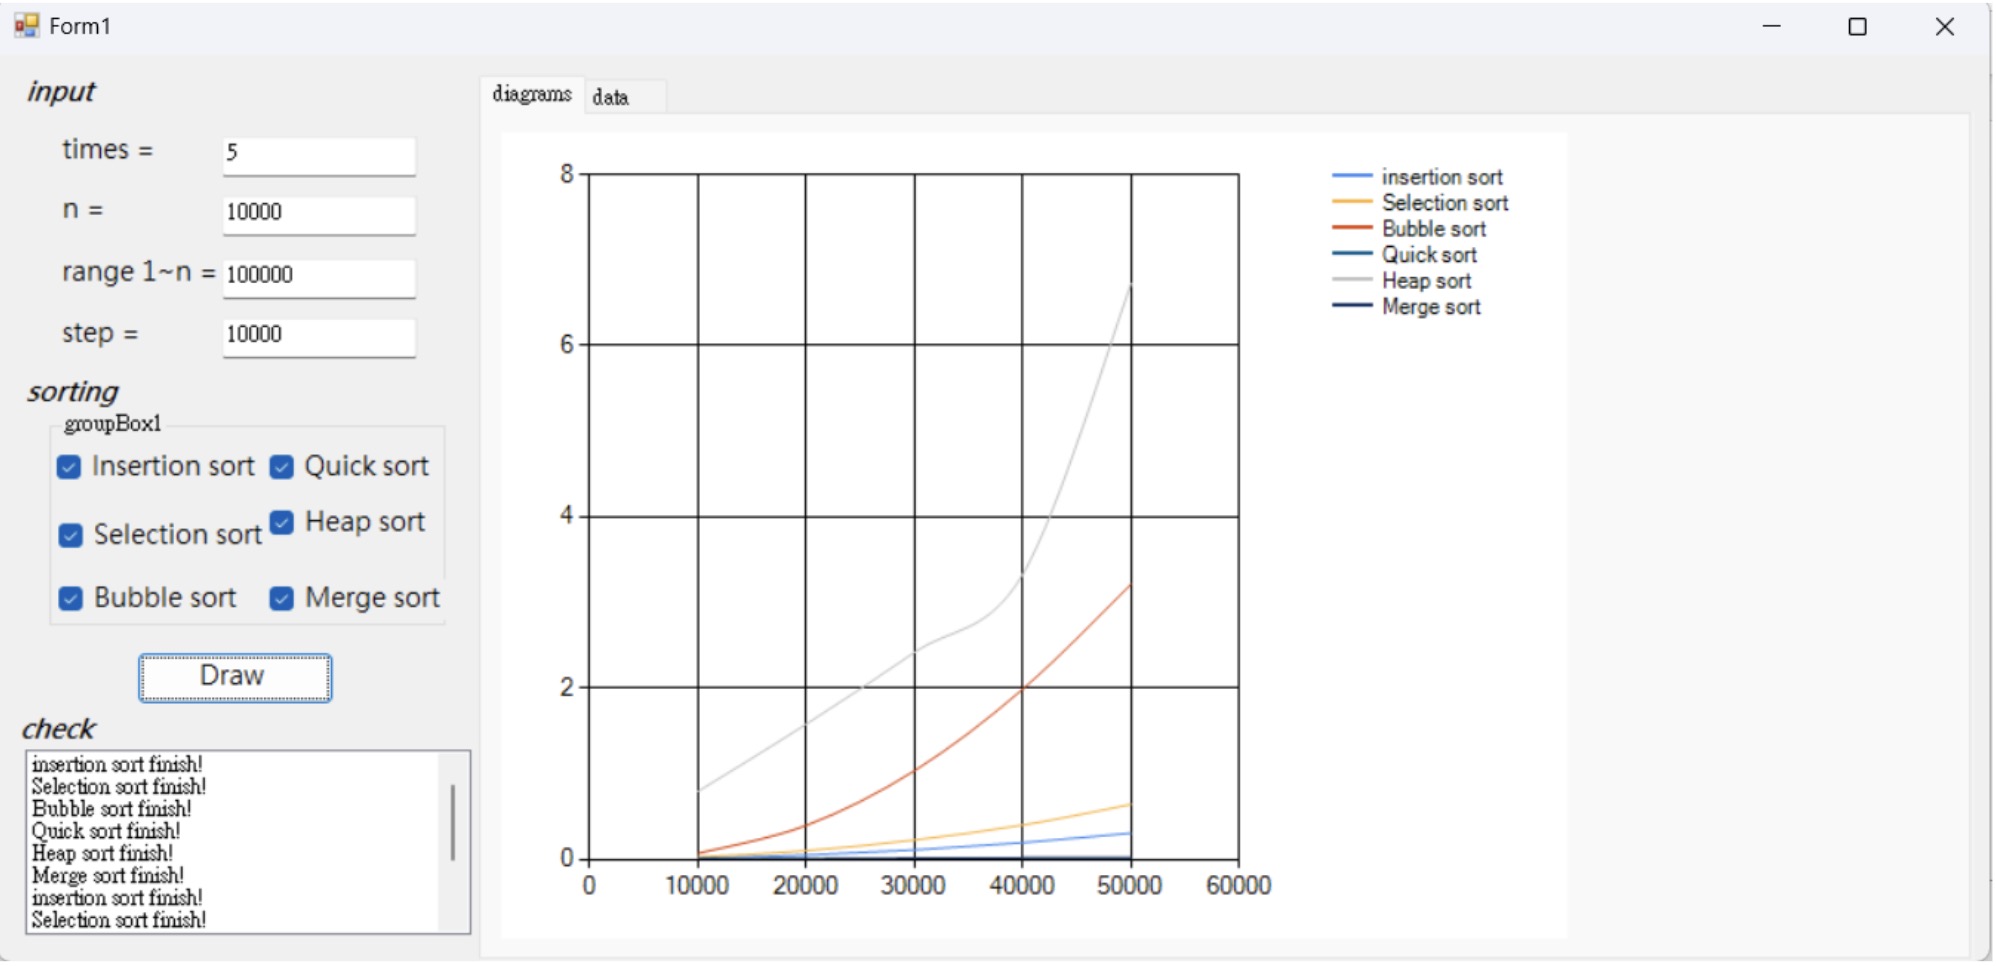 Form1
input
times =
5
n =
10000
range 1~n =
100000
step =
10000
sorting
groupBox1
Insertion sort
Quick sort
Selection sort
Heap sort
Bubble sort
Merge sort
Draw
check
insertion sort finish!
Selection sort finish!
Bubble sort finish!
Quick sort finish!
Heap sort finish!
Merge sort finish!
insertion sort finish!
Selection sort finish!
diagrams
data
8
6
4
2
0
0
10000
20000
30000
40000
50000
60000
insertion sort
Selection sort
Bubble sort
Quick sort
Heap sort
Merge sort